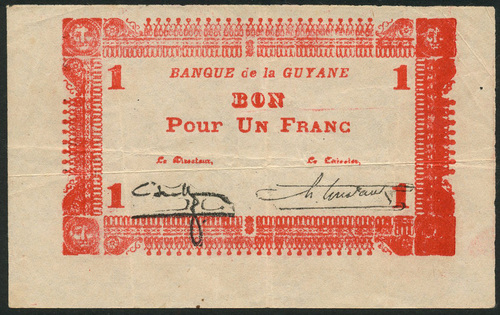 1 1
BANQUE de la GUYANE
BON
Pour UN FRANC
Le Directeur, Le Caissier,
1 1